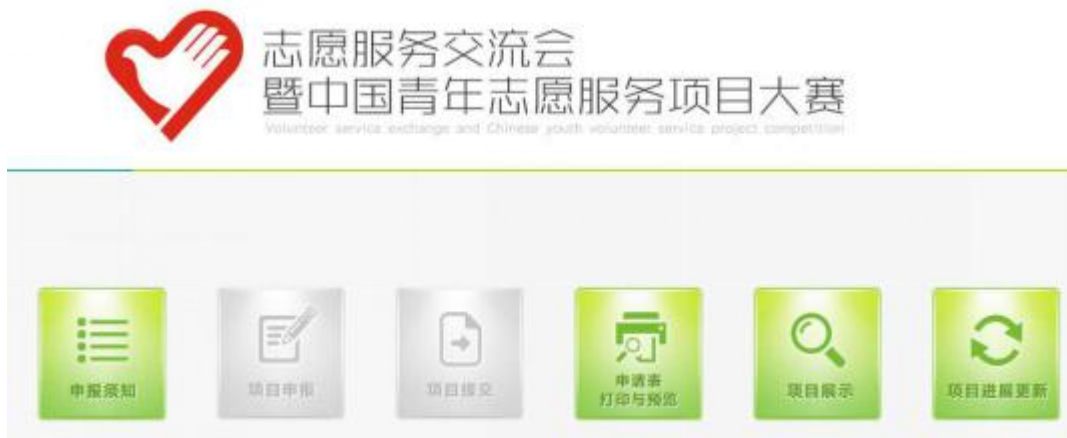 志愿服务交流会
暨中国青年志愿服务项目大赛
Volunteer service exchange and Chinese youth volunteer service project competition
申报须知
项目申报
项目提交
申请表
打印与预览
项目展示
项目进展更新